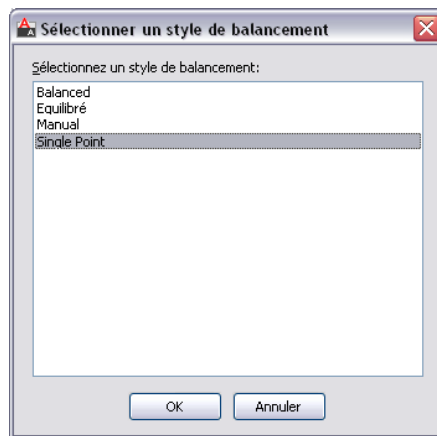 Sélectionner un style de balancement
Sélectionnez un style de balancement:
Balanced
Equilibré
Manual
Single Point
OK
Annuler